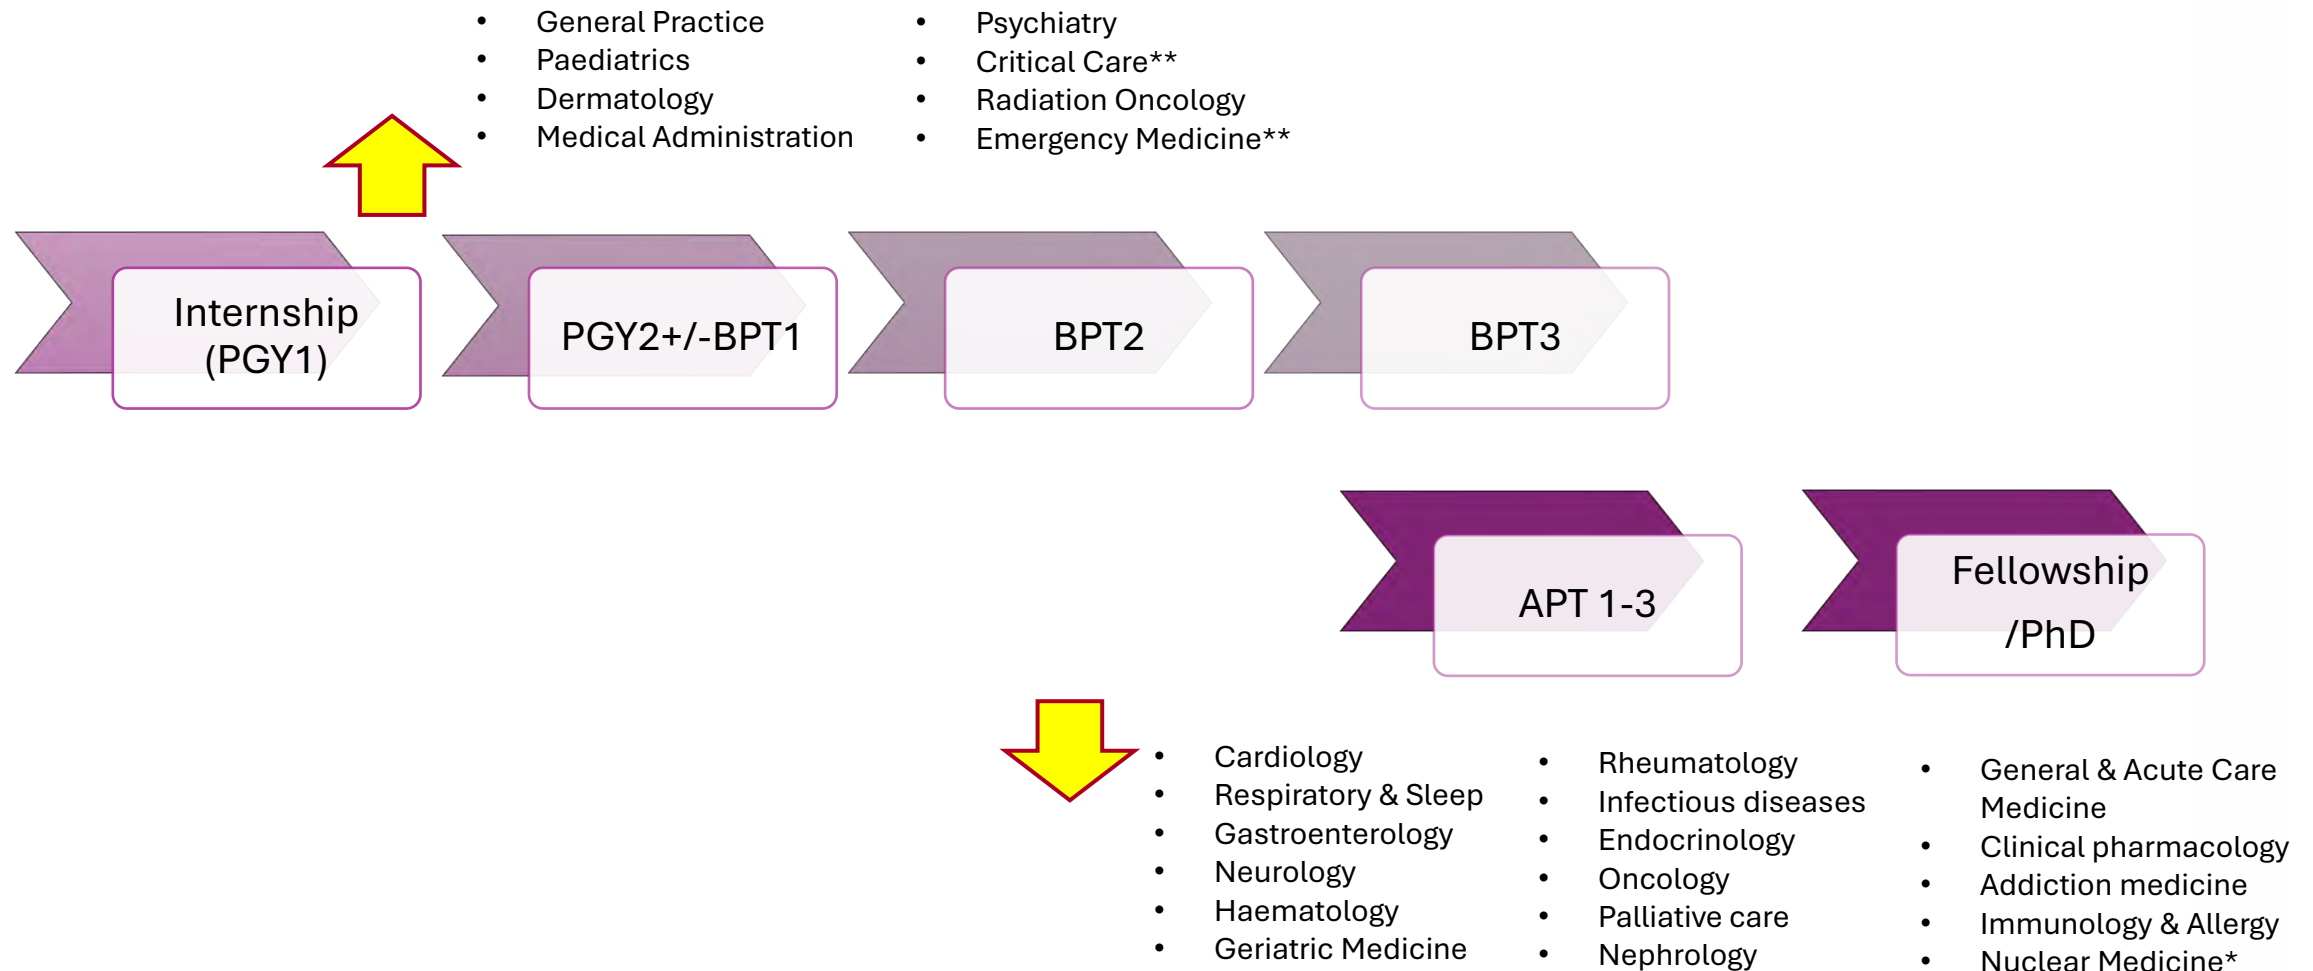 • General Practice
• Paediatrics
• Dermatology
• Medical Administration
• Psychiatry
• Critical Care**
• Radiation Oncology
• Emergency Medicine**
Internship
(PGY1)
PGY2+/-BPT1
BPT2
BPT3
APT 1-3
Fellowship
/PhD
• Cardiology
• Respiratory & Sleep
• Gastroenterology
• Neurology
• Haematology
• Geriatric Medicine
• Rheumatology
• Infectious diseases
• Endocrinology
• Oncology
• Palliative care
• Nephrology
• General & Acute Care
Medicine
• Clinical pharmacology
• Addiction medicine
• Immunology & Allergy
• Nuclear Medicine*